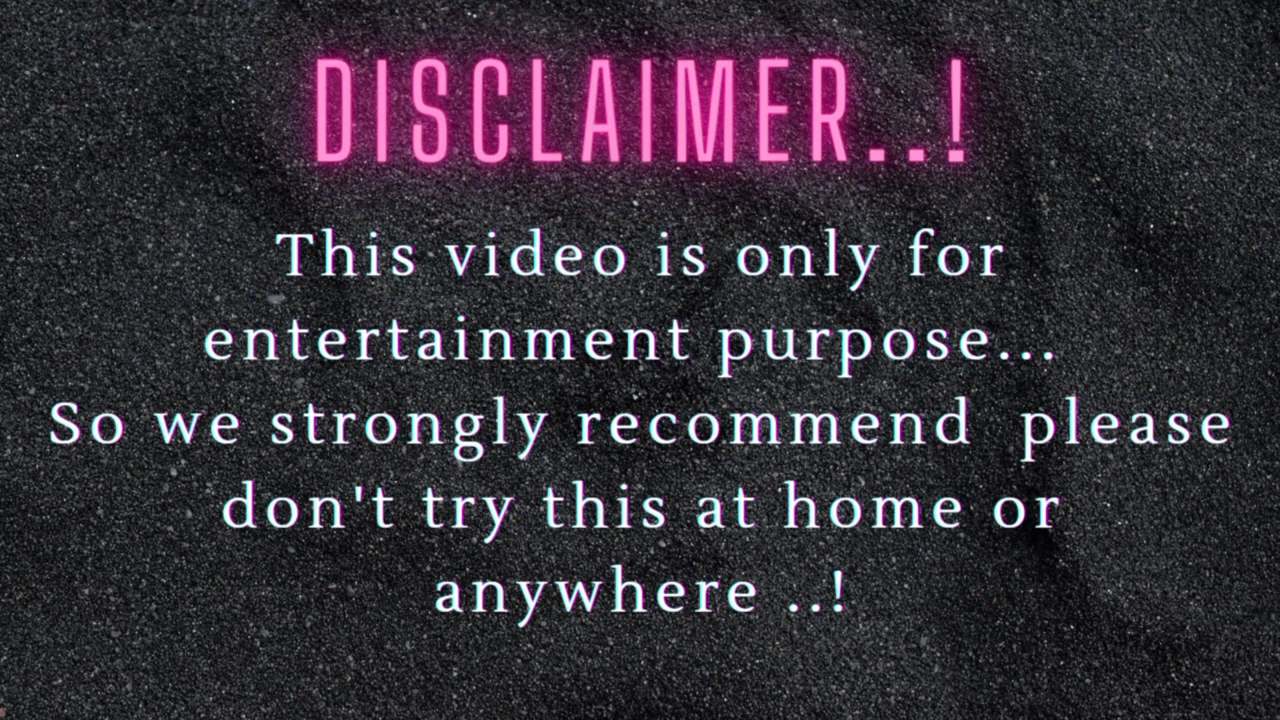 DISCLAIMER..!
This video is only for
entertainment purpose...
So we strongly recommend  please
don't try this at home or
anywhere ..!